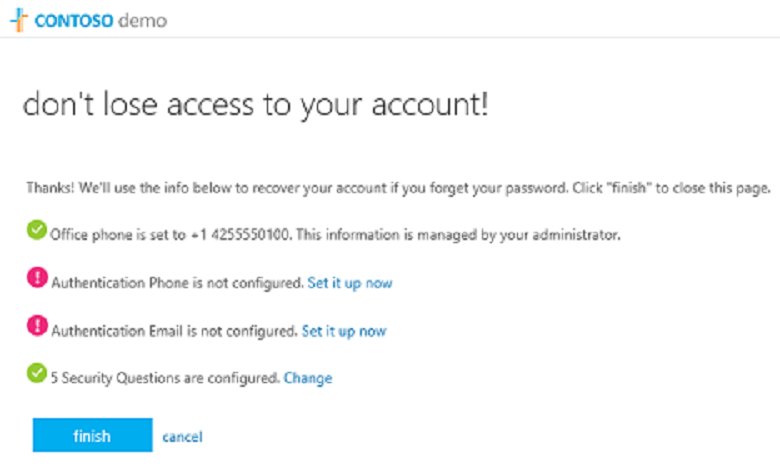 CONTOSO demo
don't lose access to your account!
Thanks! We'll use the info below to recover your account if you forget your password. Click "finish" to close this page.
Office phone is set to +1 4255550100. This information is managed by your administrator.
Authentication Phone is not configured. Set it up now
Authentication Email is not configured. Set it up now
5 Security Questions are configured. Change
finish cancel